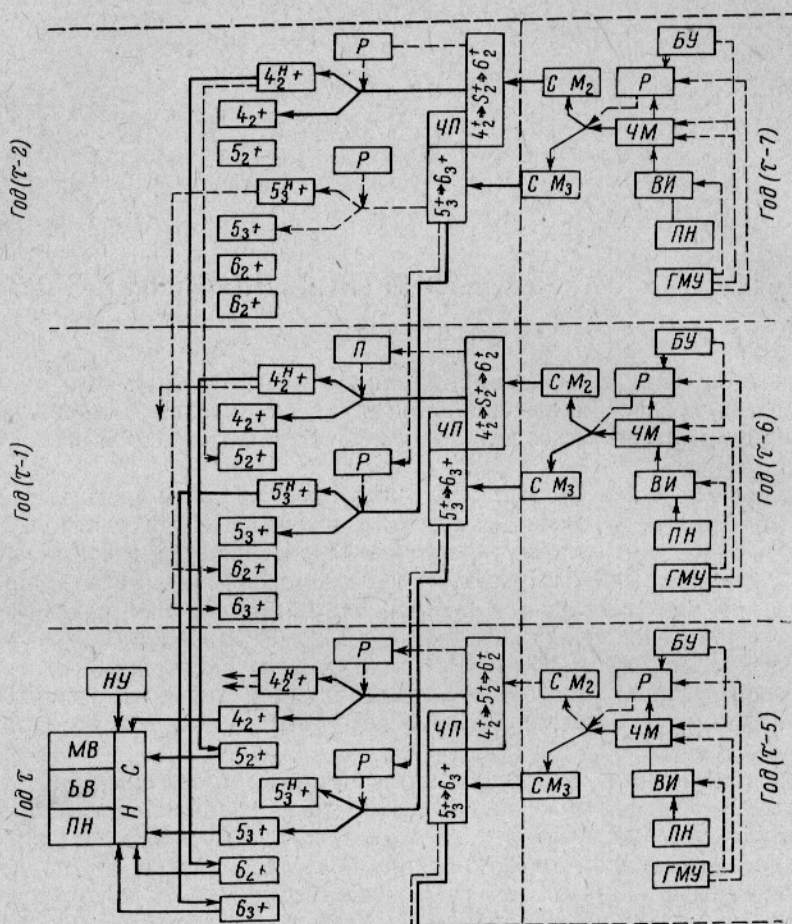 Год (τ-2)
Р
4₂ᴴ+
4₂+
5₂+
Р
5₃ᴴ+
5₃+
6₂+
6₂+
4₂⁺→S₂⁺→6₂⁺
ЧП
5₃⁺→6₃+
С М₂
С М₃
БУ
Р
ЧМ
ВИ
ПН
ГМУ
Год (τ-7)
Год (τ-1)
П
4₂ᴴ+
4₂+
5₂+
Р
5₃ᴴ+
5₃+
6₂+
6₃+
4₂⁺→S₂⁺→6₂⁺
ЧП
5₃⁺→6₃+
С М₂
С М₃
БУ
Р
ЧМ
ВИ
ПН
ГМУ
Год (τ-6)
Год τ
НУ
МВ
БВ
ПН
Н С
Р
4₂ᴴ+
4₂+
5₂+
Р
5₃ᴴ+
5₃+
6₂+
6₃+
4₂⁺→5₂⁺→6₂⁺
ЧП
5₃⁺→6₃+
С М₂
С М₃
БУ
Р
ЧМ
ВИ
ПН
ГМУ
Год (τ-5)